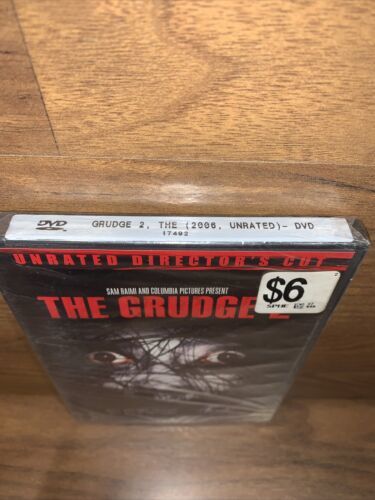 DVD GRUDGE 2, THE (2006, UNRATED)- DVD
17492
UNRATED DIRECTOR'S CUT
SAM RAIMI AND COLUMBIA PICTURES PRESENT
THE GRUDGE 2
$6
SPHE